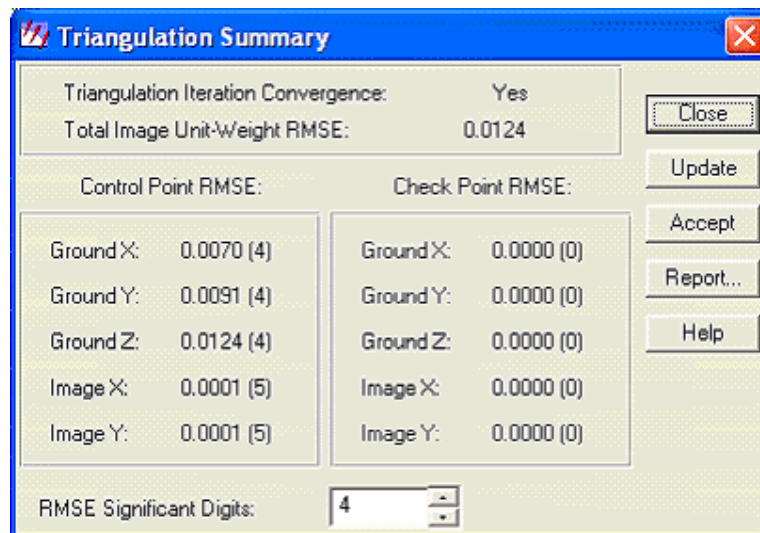 Triangulation Summary
Triangulation Iteration Convergence: Yes
Total Image Unit-Weight RMSE: 0.0124
Control Point RMSE:
Ground X: 0.0070 (4)
Ground Y: 0.0091 (4)
Ground Z: 0.0124 (4)
Image X: 0.0001 (5)
Image Y: 0.0001 (5)
Check Point RMSE:
Ground X: 0.0000 (0)
Ground Y: 0.0000 (0)
Ground Z: 0.0000 (0)
Image X: 0.0000 (0)
Image Y: 0.0000 (0)
RMSE Significant Digits: 4
Close
Update
Accept
Report...
Help